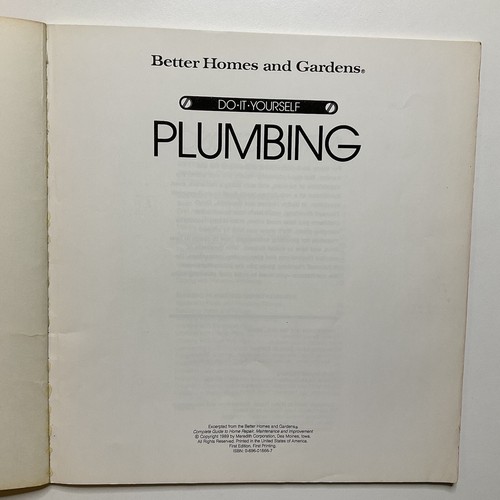 Better Homes and Gardens®
DO·IT·YOURSELF
PLUMBING
Excerpted from the Better Homes and Gardens®
Complete Guide to Home Repair, Maintenance and Improvement
© Copyright 1989 by Meredith Corporation, Des Moines, Iowa.
All Rights Reserved. Printed in the United States of America.
First Edition. First Printing.
ISBN: